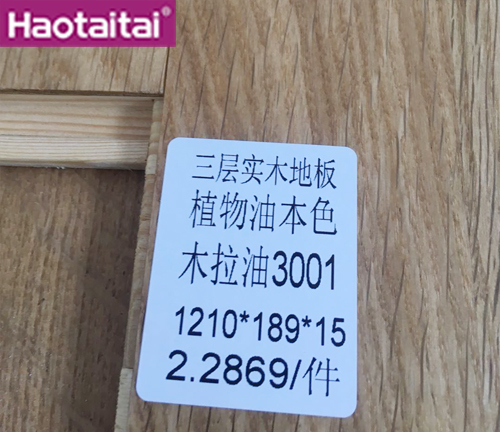 Haotaitai
三层实木地板
植物油本色
木拉油3001
1210*189*15
2.2869/件